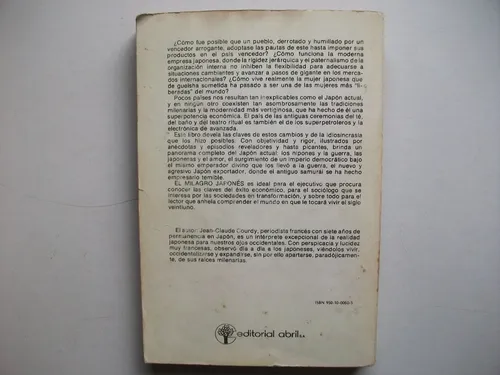 ¿Cómo fue posible que un pueblo, derrotado y humillado por un
vencedor arrogante, adoptase las pautas de este hasta imponer sus
productos en el país vencedor? ¿Cómo funciona la moderna
empresa japonesa, donde la rigidez jerárquica y el paternalismo de la
organización interna no inhiben la flexibilidad para adecuarse a
situaciones cambiantes y avanzar a pasos de gigante en los merca-
dos internacionales? ¿Cómo vive realmente la mujer japonesa que
de gueisha sumetida ha pasado a ser una de las mujeres más "li-
beradas" del mundo?
Pocos países nos resultan tan inexplicables como el Japón actual,
y en ningún otro coexisten tan asombrosamente las tradiciones
milenarias y la modernidad más vertiginosa, que ha hecho de él una
superpotencia económica. El país de las antiguas ceremonias del té,
del baño y del teatro ritual es también el de los superpetroleros y la
electrónica de avanzada.
Este libro devela las claves de estos cambios y de la idiosincrasia
que los hizo posibles. Con objetividad y rigor, ilustrados por
anécdotas y episodios reveladores y hasta picantes, brinda un
panorama completo del Japón actual: los nipones y la guerra, las
japonesas y el amor, el surgimiento de un imperio democrático bajo
el mismo emperador divino que los llevó a la guerra, el nuevo y
agresivo Japón exportador, donde el antiguo samurái se ha hecho
empresario temible.
EL MILAGRO JAPONÉS es ideal para el ejecutivo que procura
conocer las claves del éxito económico, para el sociólogo que se
interesa por las sociedades en transformación, y sobre todo para el
lector que anhela comprender el mundo en que le tocará vivir el siglo
veintiuno.
El autor: Jean-Claude Courdy, periodista francés con siete años de
permanencia en Japón, es un intérprete excepcional de la realidad
japonesa para nuestros ojos occidentales. Con perspicacia y lucidez
muy francesas, observó día a día a los japoneses, viéndolos vivir,
occidentalizarse y expandirse, sin por ello apartarse, paradójicamen-
te, de sus raíces milenarias.
ISBN
editorial abril s.a.